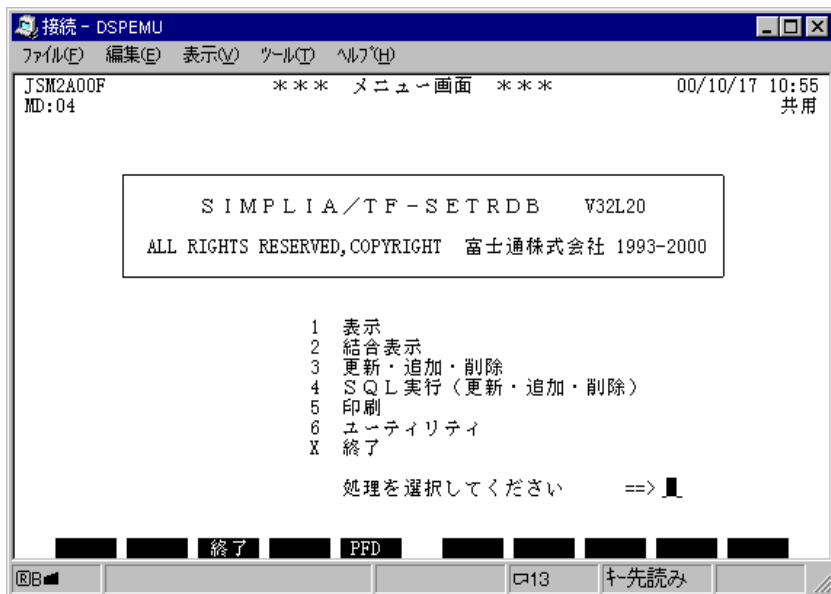 接続 - DSPEMU
ﾌｧｲﾙ(F) 編集(E) 表示(V) ﾂｰﾙ(T) ﾍﾙﾌﾟ(H)
JSM2A00F ＊＊＊ メニュー画面 ＊＊＊ 00/10/17 10:55
MD:04 共用
ＳＩＭＰＬＩＡ／ＴＦ－ＳＥＴＲＤＢ V32L20
ALL RIGHTS RESERVED,COPYRIGHT 富士通株式会社 1993-2000
1 表示
2 結合表示
3 更新・追加・削除
4 ＳＱＬ実行（更新・追加・削除）
5 印刷
6 ユーティリティ
X 終了
処理を選択してください ==>
終了 PFD
RB 13 ｷｰ先読み